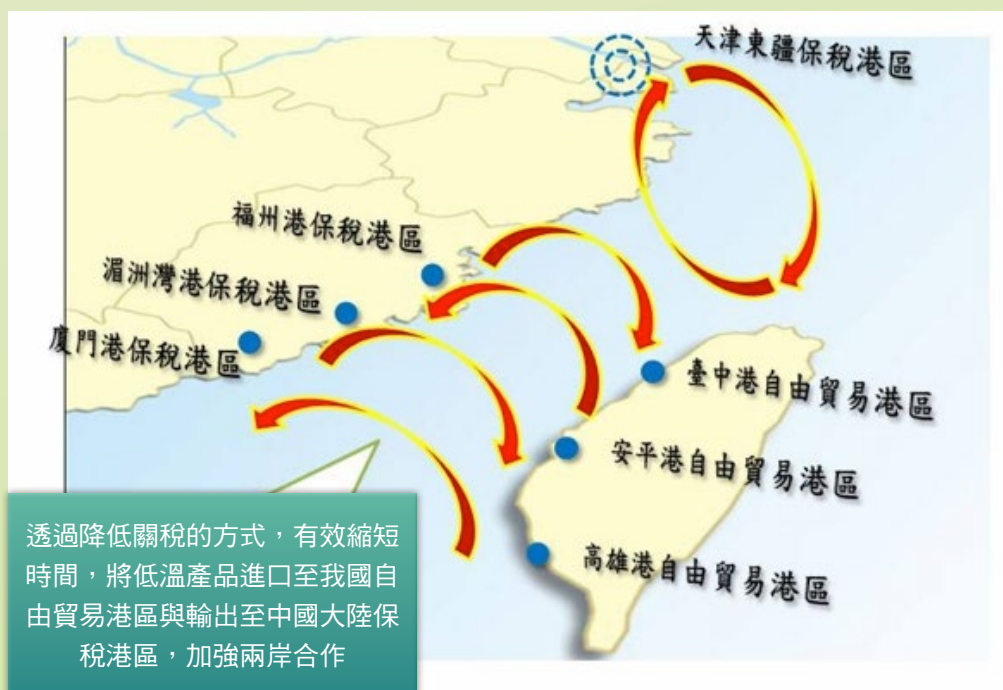 天津東疆保稅港區
福州港保稅港區
湄洲灣港保稅港區
廈門港保稅港區
臺中港自由貿易港區
安平港自由貿易港區
高雄港自由貿易港區
透過降低關稅的方式，有效縮短
時間，將低溫產品進口至我國自
由貿易港區與輸出至中國大陸保
稅港區，加強兩岸合作